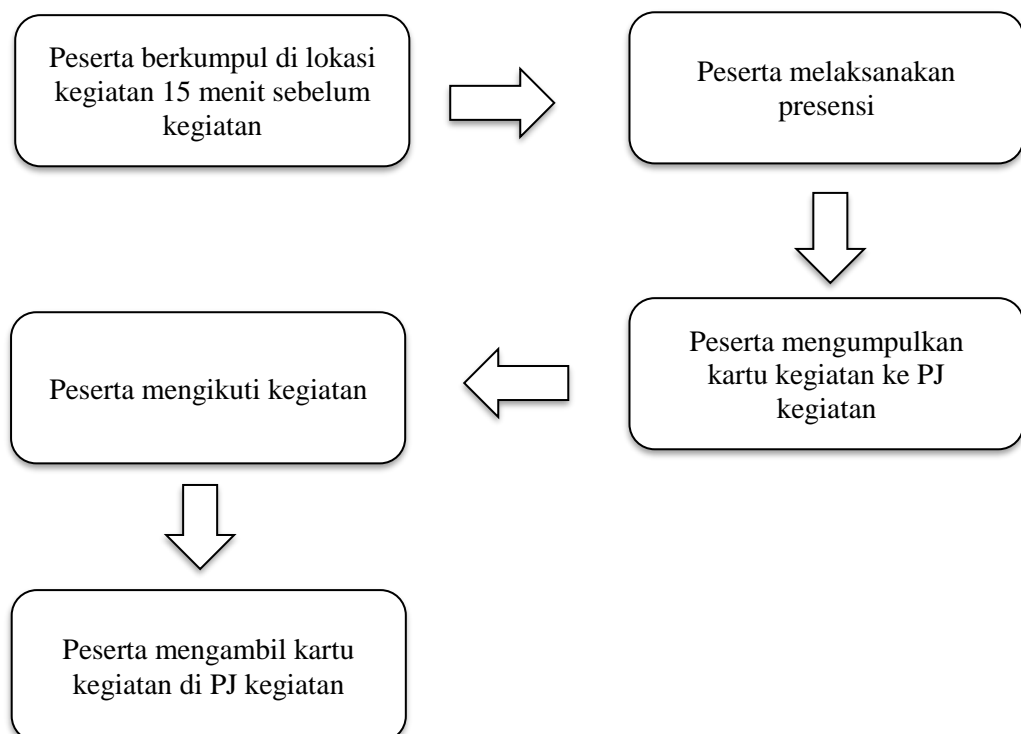 Peserta berkumpul di lokasi
kegiatan 15 menit sebelum
kegiatan
Peserta melaksanakan
presensi
Peserta mengumpulkan
kartu kegiatan ke PJ
kegiatan
Peserta mengikuti kegiatan
Peserta mengambil kartu
kegiatan di PJ kegiatan